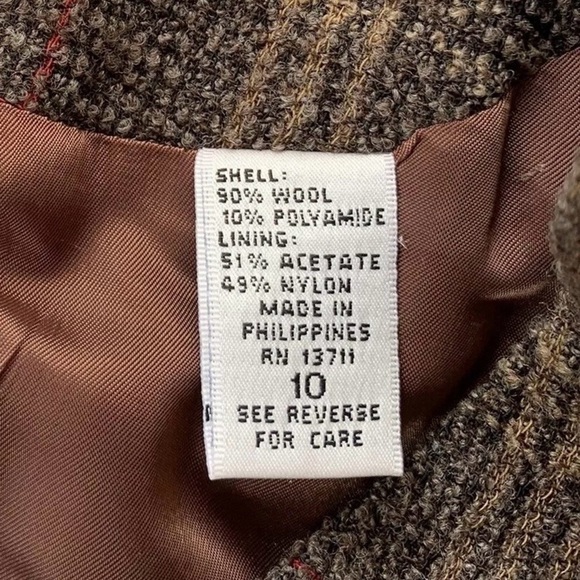 SHELL:
90% WOOL
10% POLYAMIDE
LINING:
51% ACETATE
49% NYLON
MADE IN
PHILIPPINES
RN 13711
10
SEE REVERSE
FOR CARE